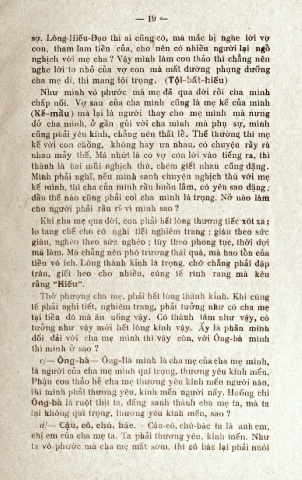 — 19 —
sợ. Lòng-Hiếu-Đạo thì ai cũng có, mà mắc bị nghe lời vợ
con, tham lam tiền của, cho nên có nhiều người lại ngỗ
nghịch với mẹ cha ? Vậy mình làm con thảo thì chẳng nên
nghe lời to nhỏ của vợ con mà mất đường phụng dưỡng
cha mẹ đi, thì mang tội trọng. (Tội-bất-hiếu)
Như mình vô phước mà mẹ đã qua đời rồi cha mình
chấp nối. Vợ sau của cha mình cũng là mẹ kế của mình
(Kế-mẫu) mà lại là người thay cho mẹ mình mà nưng
đỡ cha mình, ở gần gũi với cha mình mà phụ sự, mình
cũng phải yêu kính, chẳng nên thất lễ. Thế thường thì mẹ
kế với con chồng, không hay ưa nhau, có chuyện rầy rà
nhau mảy thế. Mà nhứt là có vợ con lời vào tiếng ra, thì
thành là tai mũi nghịch thù, chém giết nhau cũng đặng.
Mình phải nghĩ, nếu mình sanh chuyện nghịch thù với mẹ
kế mình, thì cha của mình rầu buồn lắm, có yên sao đặng,
dầu thế nào cũng phải coi cha mình là trọng. Nỡ nào làm
cho người phải rầu rỉ vì mình sao ?
Khi cha mẹ qua đời, con phải hết lòng thương tiếc xót xa;
lo tang chế cho có nghi tiết nghiêm trang ; giàu theo sức
giàu, nghèo theo sức nghèo ; tùy theo phong tục, thời đợi
mà làm. Mà chẳng nên phô trương thái quá, mà hao tốn của
tiền vô ích. Lòng thành kính là trọng, chớ chẳng phải đáp
trâu, giết heo cho nhiều, cúng tế rình rang mà kêu
rằng "Hiếu".
Thờ phượng cha mẹ, phải hết lòng thành kính. Khi cúng
tế phải nghi tiết, nghiêm trang, phải tưởng như có cha mẹ
tại tiền đó mà ăn uống vậy. Có thành tâm như vậy, có
tưởng như vậy mới hết lòng kính vậy. Ấy là phần mình
đối đãi với cha mẹ mình thì vậy còn, với Ông-bà mình
thì mình ở sao ?
c/— Ông-bà — Ông-Bà mình là cha mẹ của cha mẹ mình,
là người của cha mẹ mình quí trọng, thương yêu kính mến.
Phận con thảo hễ cha mẹ thương yêu kính mến người nào,
thì mình phải thương yêu, kính mến người nấy. Huống chi
Ông-bà là ruột thịt ta, đấng sanh thành cha mẹ ta, mà ta
lại không quí trọng, thương yêu kính mến, sao ?
d/— Cậu, cô, chú, bác. - Cậu-cô, chú-bác ta là anh em,
chị em của cha mẹ ta. Ta phải thương yêu, kính mến. Như
ta vô phước mà cha mẹ mất sớm, thì cô bác lại phải nuôi